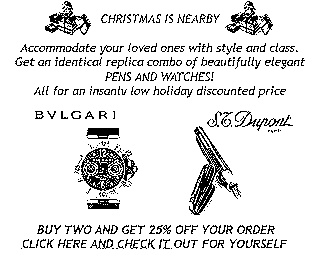 CHRISTMAS IS NEARBY
Accommodate your loved ones with style and class.
Get an identical replica combo of beautifully elegant
PENS AND WATCHES!
All for an insanly low holiday discounted price
BVLGARI S.T. Dupont
PARIS
BUY TWO AND GET 25% OFF YOUR ORDER
CLICK HERE AND CHECK IT OUT FOR YOURSELF